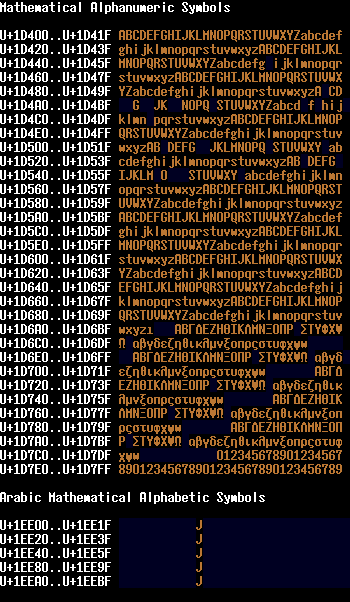 Mathematical Alphanumeric Symbols
U+1D400..U+1D41F ABCDEFGHIJKLMNOPQRSTUVWXYZabcdef
U+1D420..U+1D43F ghijklmnopqrstuvwxyzABCDEFGHIJKL
U+1D440..U+1D45F MNOPQRSTUVWXYZabcdefg ijklmnopqr
U+1D460..U+1D47F stuvwxyzABCDEFGHIJKLMNOPQRSTUVWX
U+1D480..U+1D49F YZabcdefghijklmnopqrstuvwxyzA CD
U+1D4A0..U+1D4BF   G  JK  NOPQ STUVWXYZabcd f hij
U+1D4C0..U+1D4DF klmn pqrstuvwxyzABCDEFGHIJKLMNOP
U+1D4E0..U+1D4FF QRSTUVWXYZabcdefghijklmnopqrstuv
U+1D500..U+1D51F wxyzAB DEFG  JKLMNOPQ STUVWXY ab
U+1D520..U+1D53F cdefghijklmnopqrstuvwxyzAB DEFG
U+1D540..U+1D55F IJKLM O   STUVWXY abcdefghijklmn
U+1D560..U+1D57F opqrstuvwxyzABCDEFGHIJKLMNOPQRST
U+1D580..U+1D59F UVWXYZabcdefghijklmnopqrstuvwxyz
U+1D5A0..U+1D5BF ABCDEFGHIJKLMNOPQRSTUVWXYZabcdef
U+1D5C0..U+1D5DF ghijklmnopqrstuvwxyzABCDEFGHIJKL
U+1D5E0..U+1D5FF MNOPQRSTUVWXYZabcdefghijklmnopqr
U+1D600..U+1D61F stuvwxyzABCDEFGHIJKLMNOPQRSTUVWX
U+1D620..U+1D63F YZabcdefghijklmnopqrstuvwxyzABCD
U+1D640..U+1D65F EFGHIJKLMNOPQRSTUVWXYZabcdefghij
U+1D660..U+1D67F klmnopqrstuvwxyzABCDEFGHIJKLMNOP
U+1D680..U+1D69F QRSTUVWXYZabcdefghijklmnopqrstuv
U+1D6A0..U+1D6BF wxyzı   ΑΒΓΔΕΖΗΘΙΚΛΜΝΞΟΠΡ ΣΤΥΦΧΨ
U+1D6C0..U+1D6DF Ω αβγδεζηθικλμνξοπρςστυφχψω
U+1D6E0..U+1D6FF   ΑΒΓΔΕΖΗΘΙΚΛΜΝΞΟΠΡ ΣΤΥΦΧΨΩ αβγδ
U+1D700..U+1D71F εζηθικλμνξοπρςστυφχψω       ΑΒΓΔ
U+1D720..U+1D73F ΕΖΗΘΙΚΛΜΝΞΟΠΡ ΣΤΥΦΧΨΩ αβγδεζηθικ
U+1D740..U+1D75F λμνξοπρςστυφχψω       ΑΒΓΔΕΖΗΘΙΚ
U+1D760..U+1D77F ΛΜΝΞΟΠΡ ΣΤΥΦΧΨΩ αβγδεζηθικλμνξοπ
U+1D780..U+1D79F ρςστυφχψω       ΑΒΓΔΕΖΗΘΙΚΛΜΝΞΟΠ
U+1D7A0..U+1D7BF Ρ ΣΤΥΦΧΨΩ αβγδεζηθικλμνξοπρςστυφ
U+1D7C0..U+1D7DF χψω           012345678901234567
U+1D7E0..U+1D7FF 89012345678901234567890123456789
Arabic Mathematical Alphabetic Symbols
U+1EE00..U+1EE1F J
U+1EE20..U+1EE3F J
U+1EE40..U+1EE5F J
U+1EE80..U+1EE9F J
U+1EEA0..U+1EEBF J